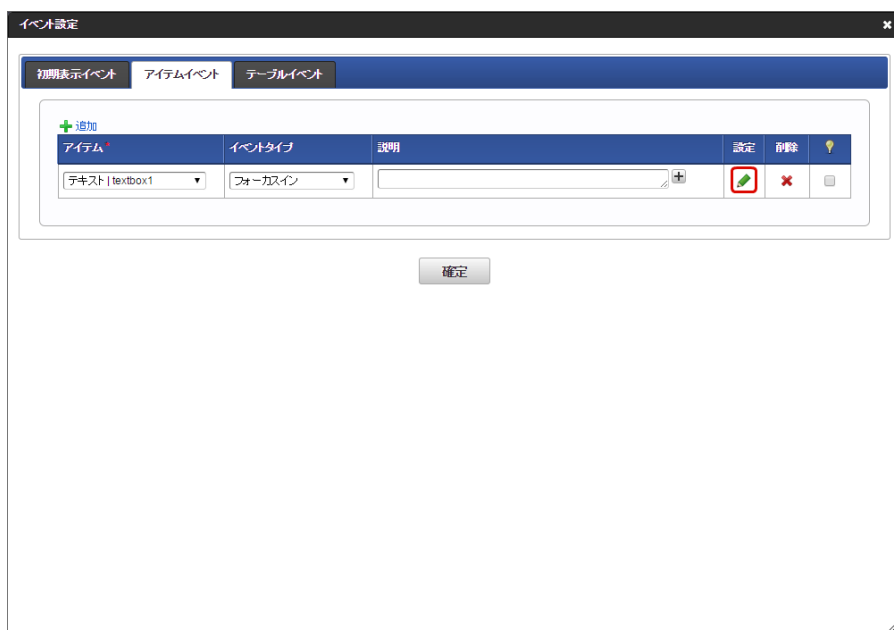 イベント設定
初期表示イベント アイテムイベント テーブルイベント
追加
アイテム* イベントタイプ 説明 設定 削除
テキスト | textbox1 フォーカスイン
確定